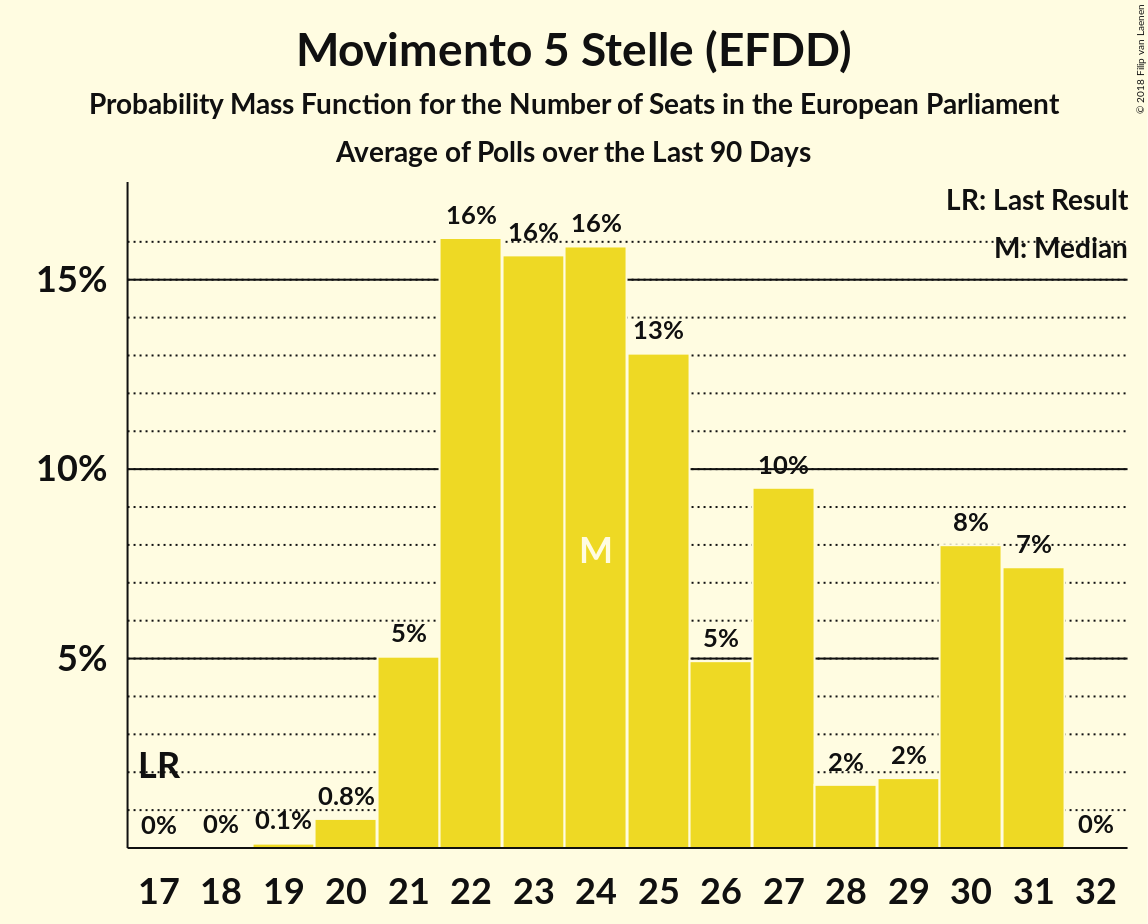 Movimento 5 Stelle (EFDD)
Probability Mass Function for the Number of Seats in the European Parliament
Average of Polls over the Last 90 Days
© 2018 Filip van Laenen
LR: Last Result
M: Median
15%
10%
5%
0%
0%
0.1%
0.8%
5%
16%
16%
16%
13%
5%
10%
2%
2%
8%
7%
0%
LR
M
17 18 19 20 21 22 23 24 25 26 27 28 29 30 31 32